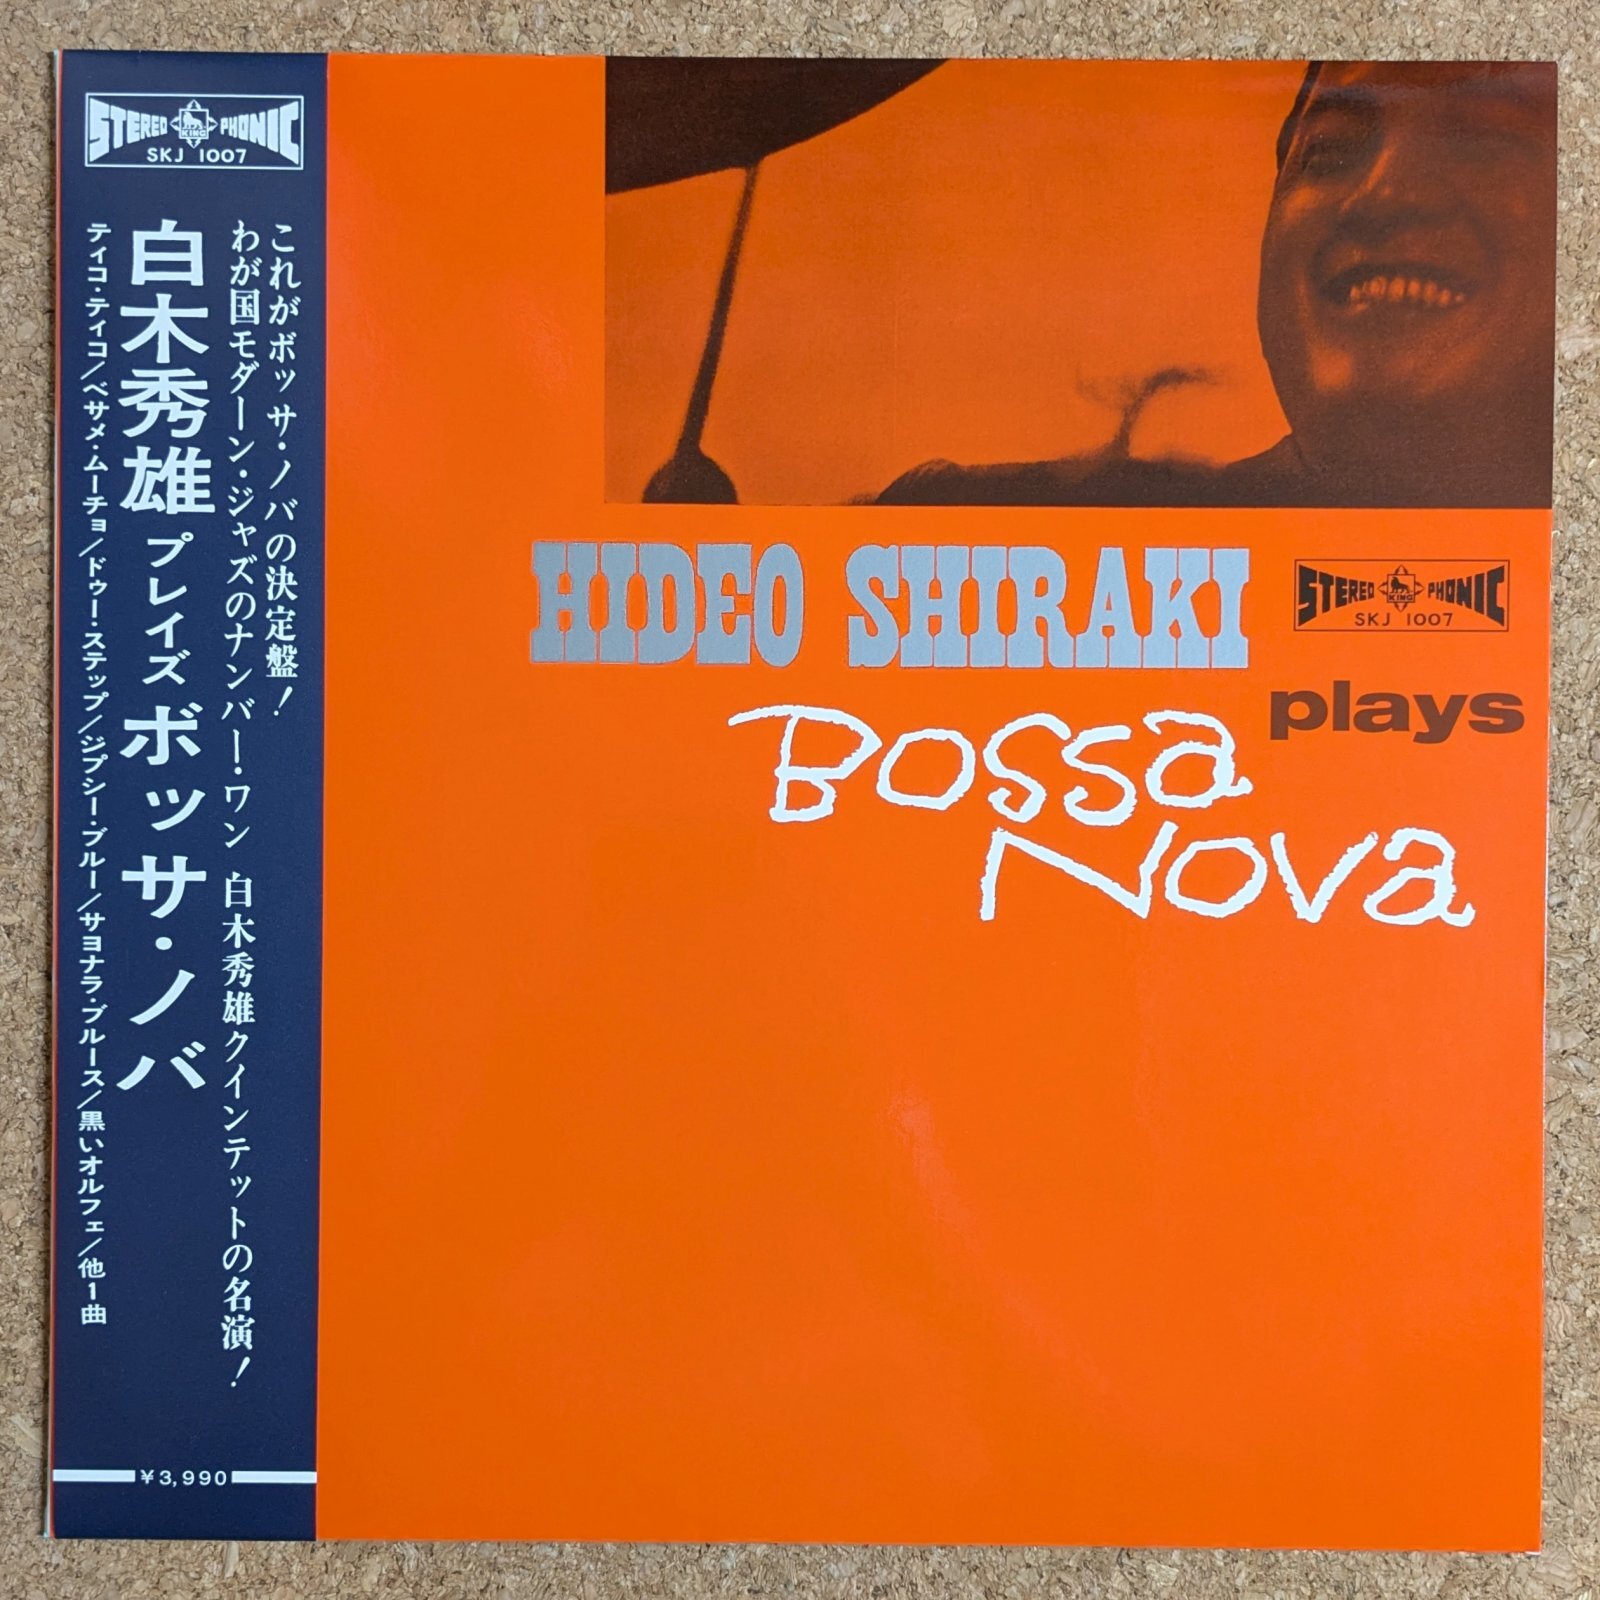 STEREO PHONIC
KING
SKJ 1007
これがボッサ・ノバの決定盤！
わが国モダーン・ジャズのナンバー・ワン 白木秀雄クインテットの名演！
白木秀雄 プレイズ ボッサ・ノバ
ティコ・ティコ／ベサメ・ムーチョ／ドゥー・ステップ／ジプシー・ブルー／サヨナラ・ブルース／黒いオルフェ／他1曲
¥3,990
HIDEO SHIRAKI
STEREO PHONIC
KING
SKJ 1007
plays
Bossa
Nova